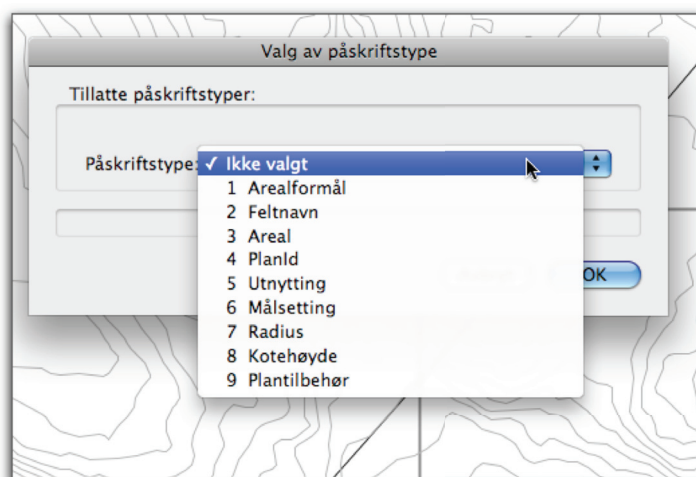 Valg av påskriftstype
Tillatte påskriftstyper:
Påskriftstype: ✓ Ikke valgt
1 Arealformål
2 Feltnavn
3 Areal
4 PlanId
5 Utnytting
6 Målsetting
7 Radius
8 Kotehøyde
9 Plantilbehør
OK